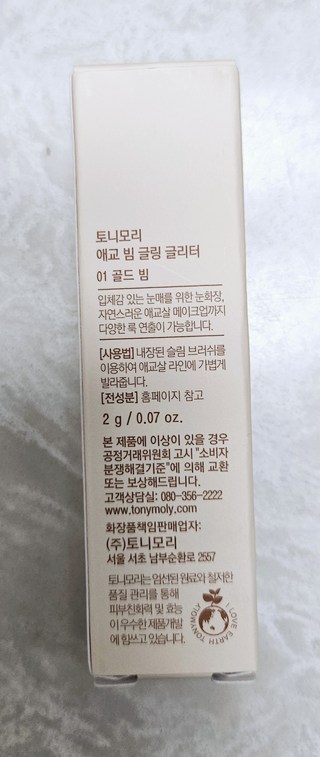 토니모리
애교 빔 글링 글리터
01 골드 빔
입체감 있는 눈매를 위한 눈화장,
자연스러운 애교살 메이크업까지
다양한 룩 연출이 가능합니다.
[사용법] 내장된 슬림 브러쉬를
이용하여 애교살 라인에 가볍게
발라줍니다.
[전성분] 홈페이지 참고
2 g / 0.07 oz.
본 제품에 이상이 있을 경우
공정거래위원회 고시 "소비자
분쟁해결기준"에 의해 교환
또는 보상해드립니다.
고객상담실: 080-356-2222
www.tonymoly.com
화장품책임판매업자:
(주)토니모리
서울 서초 남부순환로 2557
토니모리는 엄선된 원료와 철저한
품질 관리를 통해
피부친화력 및 효능
이 우수한 제품개발
에 힘쓰고 있습니다.
TONYMOLY I LOVE EARTH